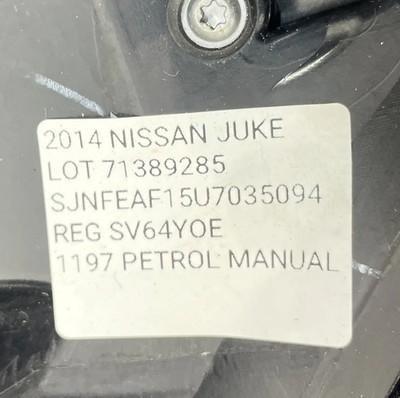 2014 NISSAN JUKE
LOT 71389285
SJNFEAF15U7035094
REG SV64YOE
1197 PETROL MANUAL